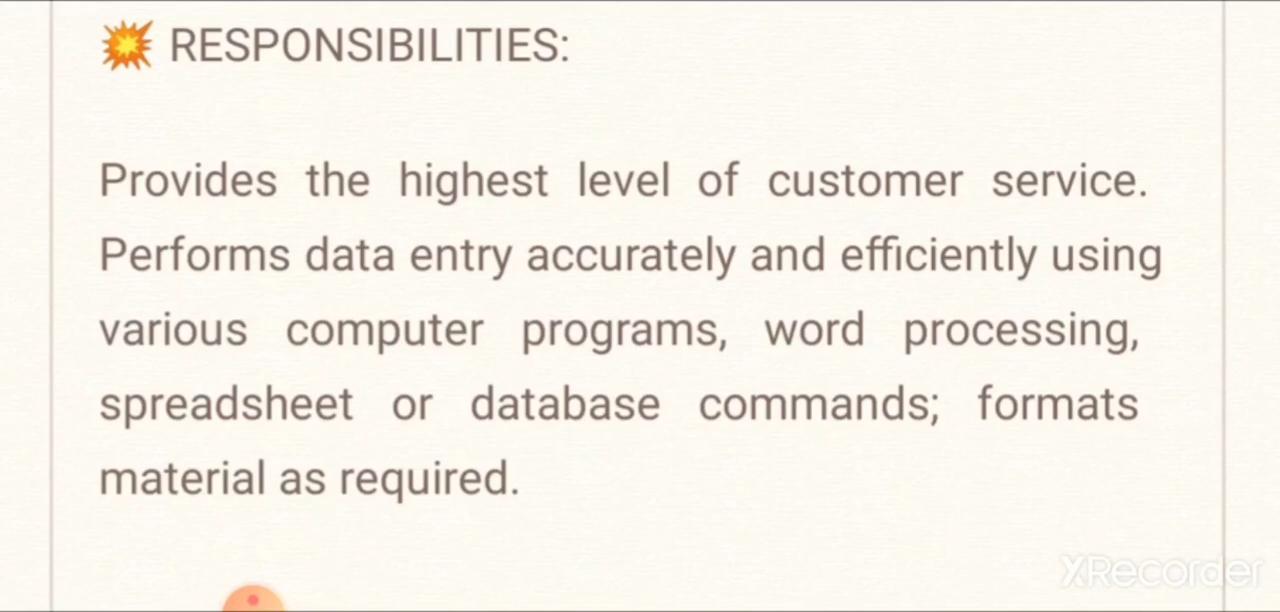 💥 RESPONSIBILITIES:
Provides the highest level of customer service.
Performs data entry accurately and efficiently using
various computer programs, word processing,
spreadsheet or database commands; formats
material as required.
XRecorder